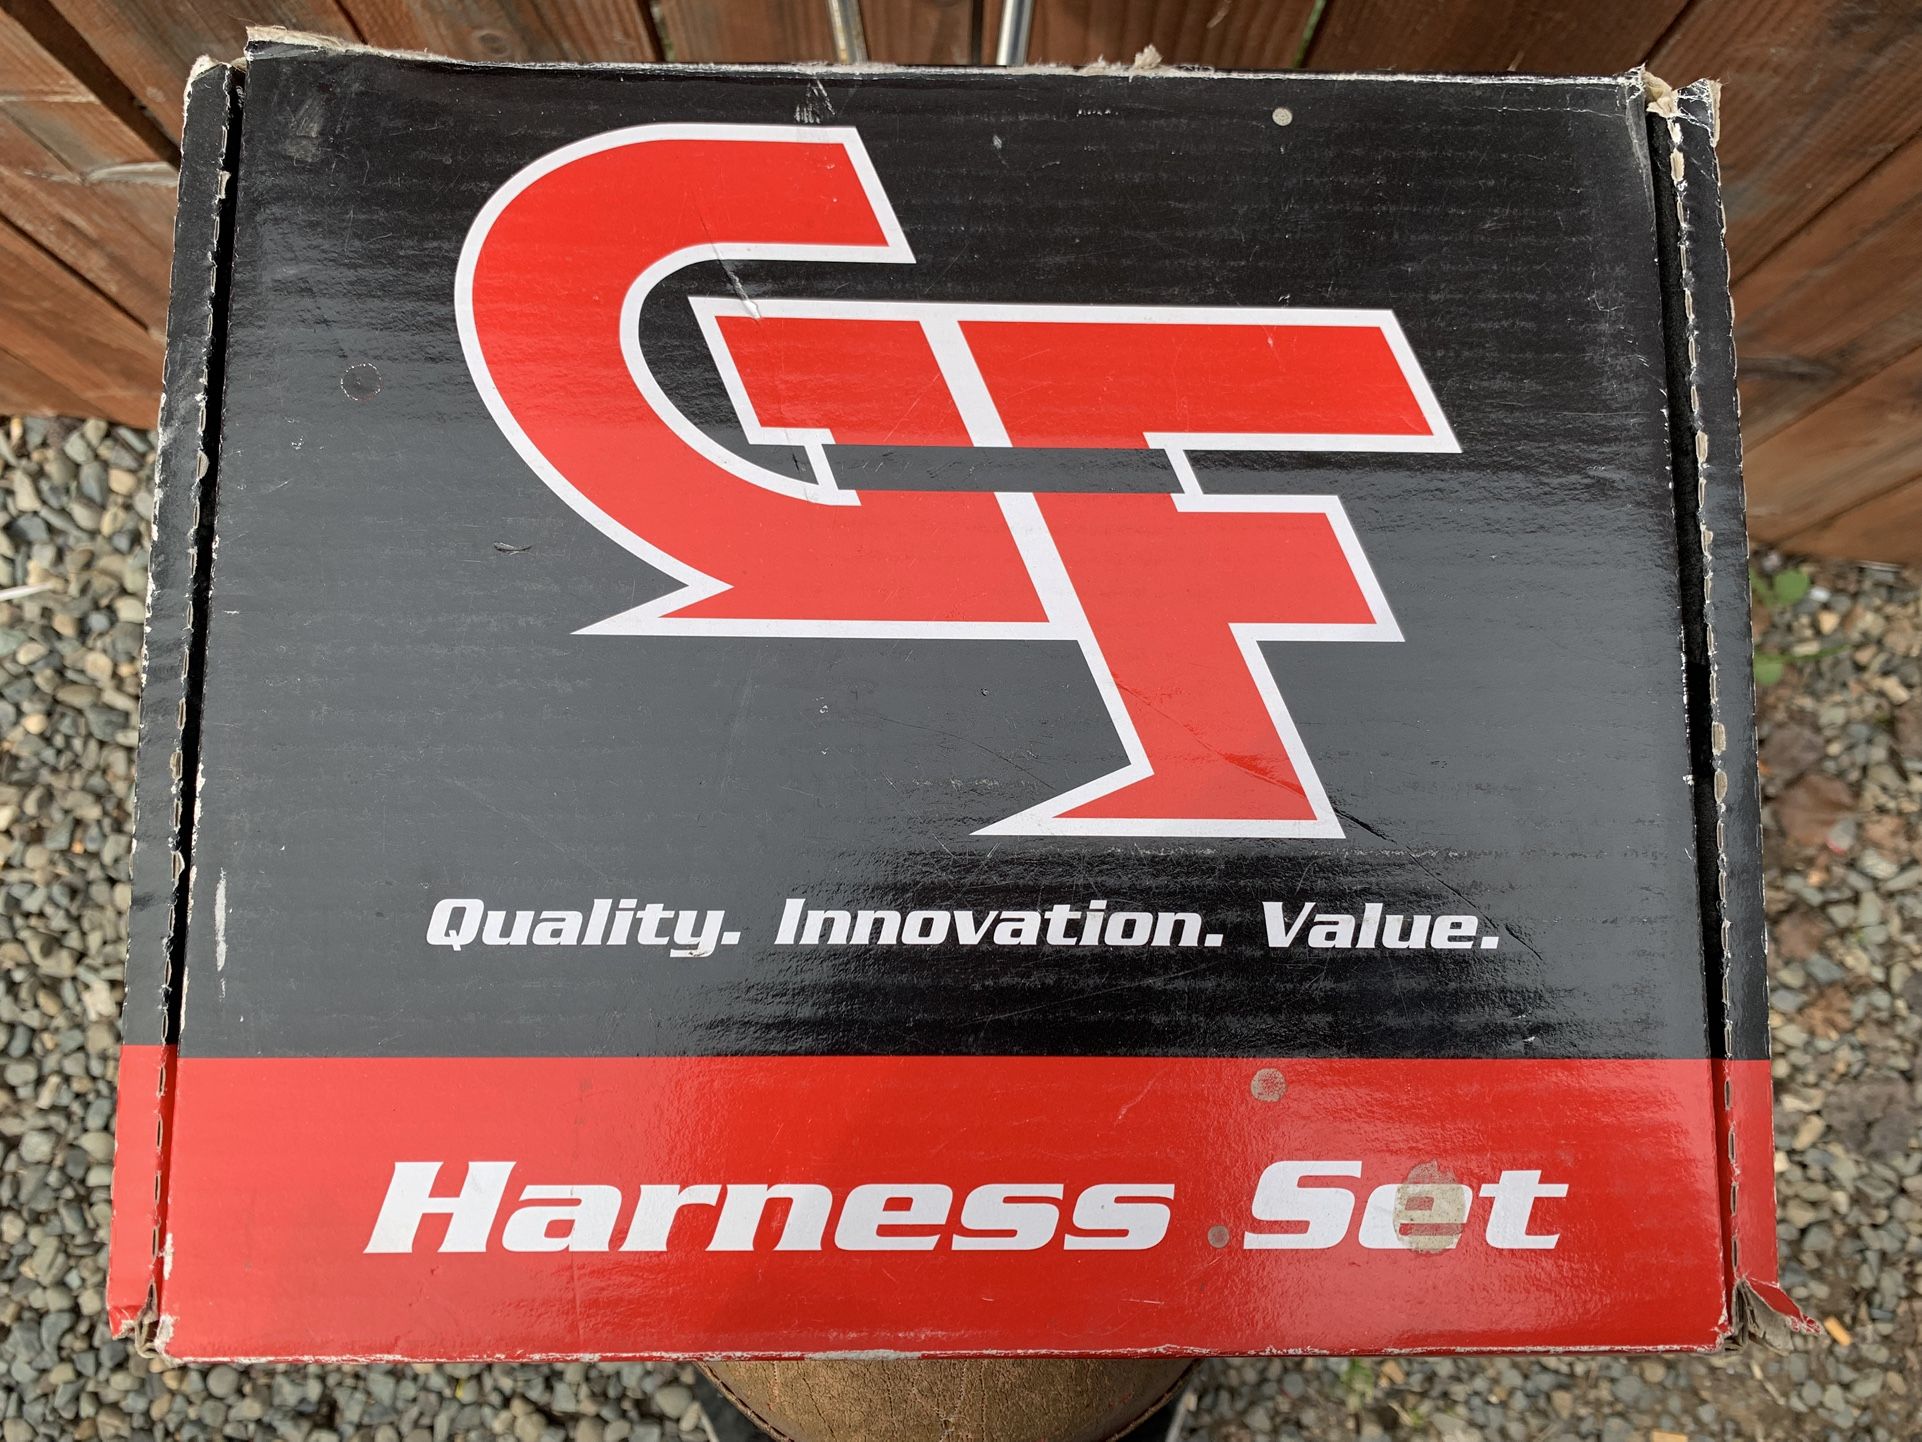 GF
Quality. Innovation. Value.
Harness Set